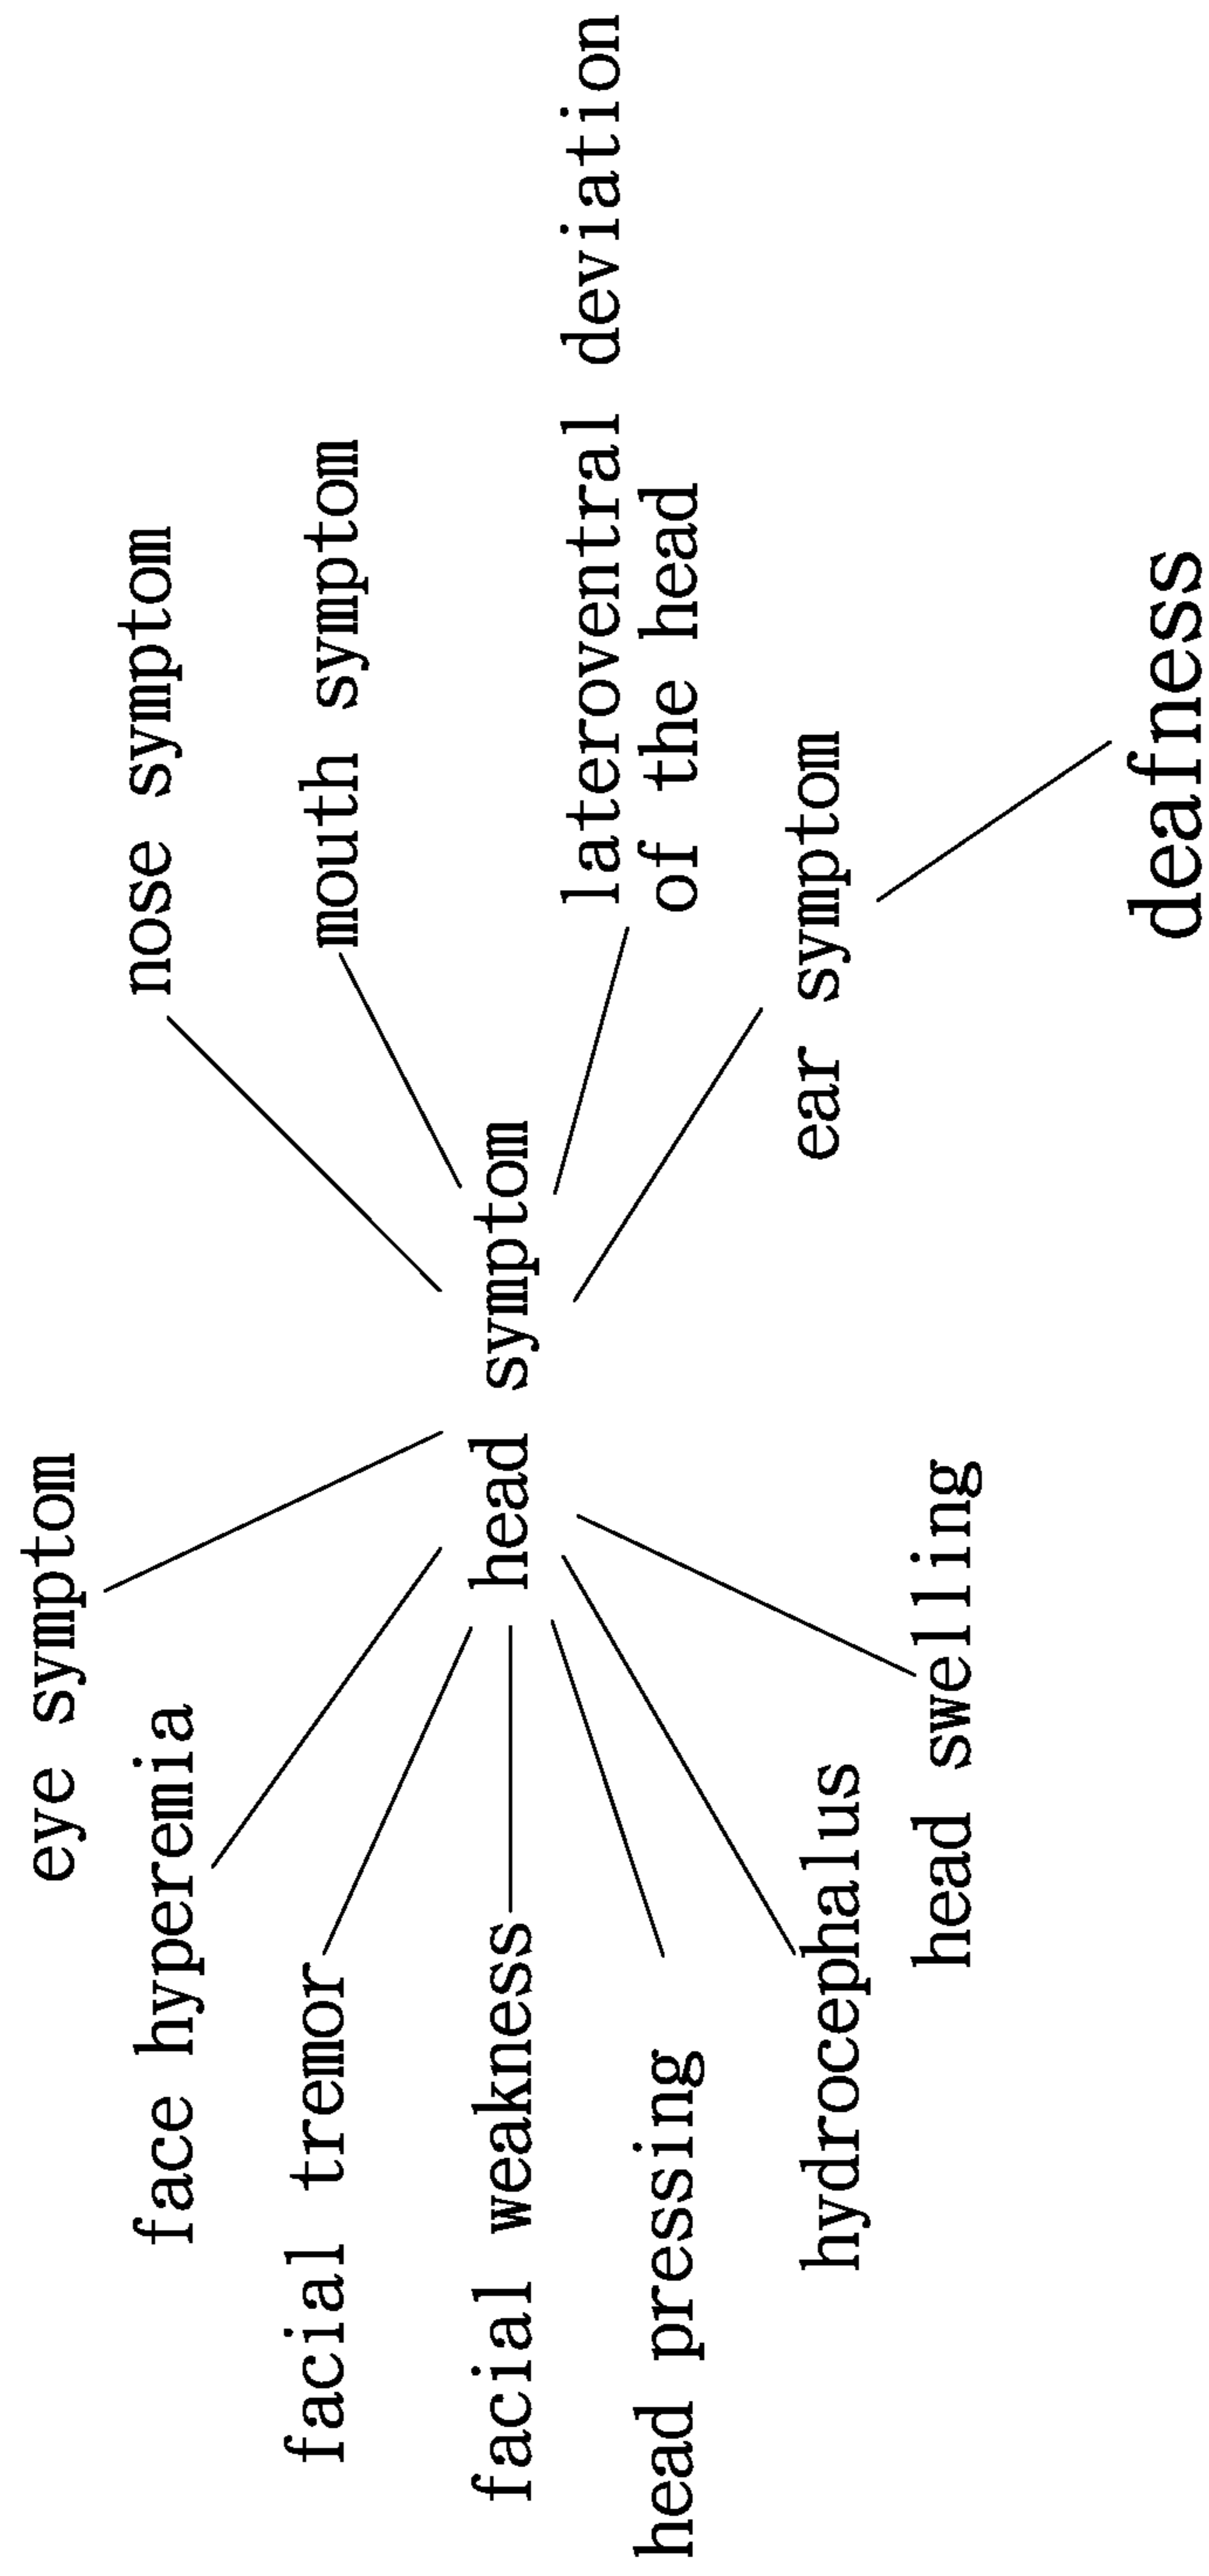 eye symptom
face hyperemia
nose symptom
facial tremor
mouth symptom
facial weakness
head symptom
head pressing
lateroventral deviation
of the head
hydrocephalus
ear symptom
head swelling
deafness